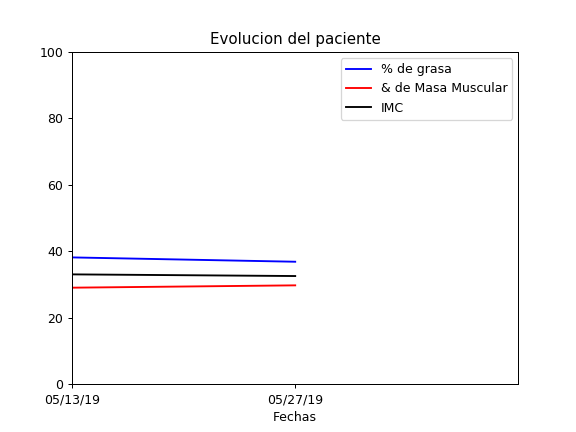 Evolucion del paciente
100
80
60
40
20
0
% de grasa
& de Masa Muscular
IMC
05/13/19
05/27/19
Fechas